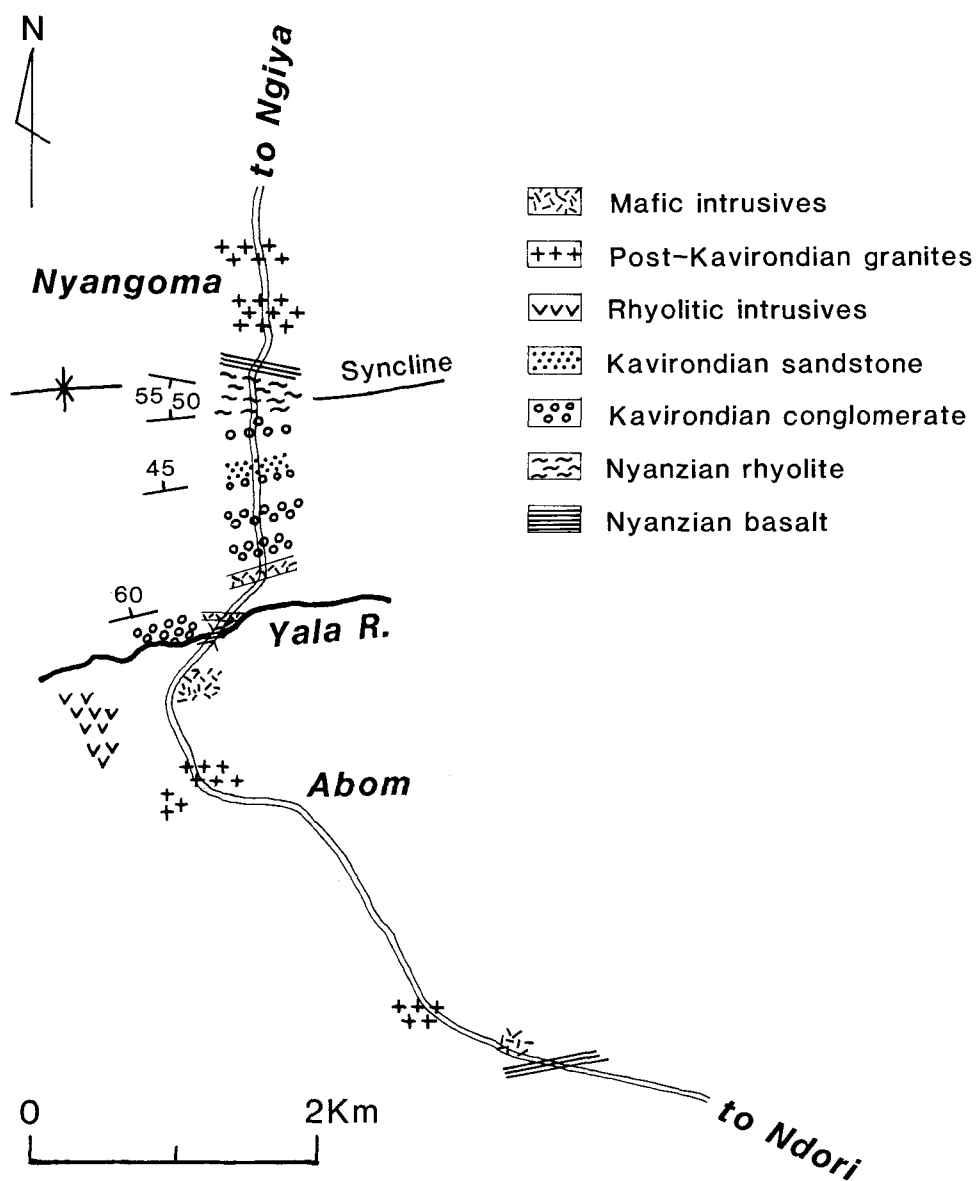 N
to Ngiya
Mafic intrusives
Post-Kavirondian granites
Nyangoma
Rhyolitic intrusives
Syncline
Kavirondian sandstone
55
50
Kavirondian conglomerate
45
Nyanzian rhyolite
Nyanzian basalt
60
Yala R.
Abom
0 2Km
to Ndori